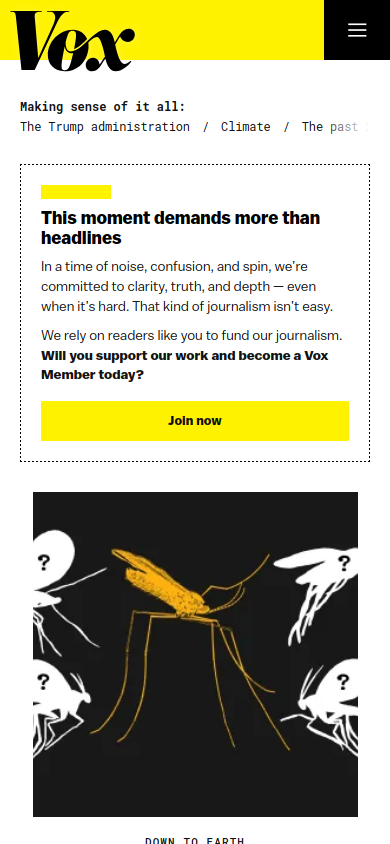 Vox
Making sense of it all:
The Trump administration / Climate / The past
This moment demands more than
headlines
In a time of noise, confusion, and spin, we're
committed to clarity, truth, and depth — even
when it's hard. That kind of journalism isn't easy.
We rely on readers like you to fund our journalism.
Will you support our work and become a Vox
Member today?
Join now
? ?
? ?
DOWN TO EARTH